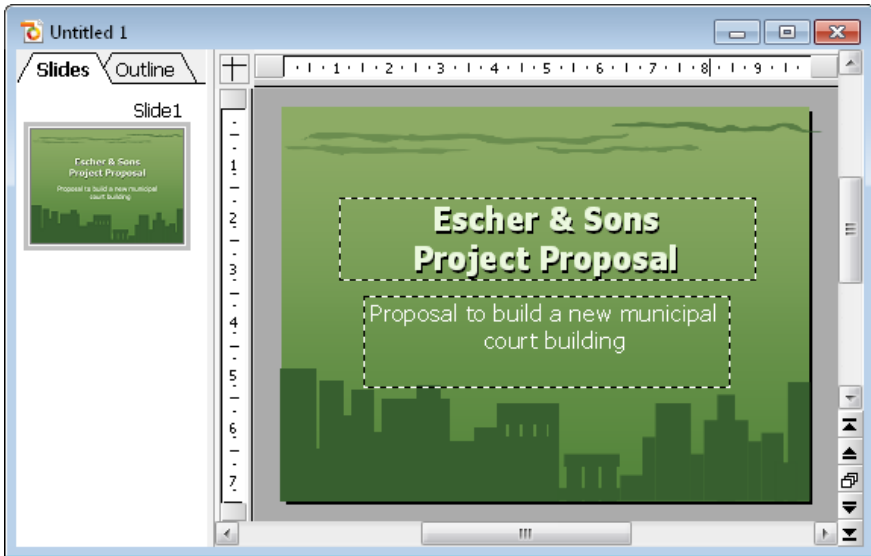 Untitled 1
Slides Outline
Slide1
Escher & Sons
Project Proposal
Proposal to build a new municipal
court building
1 2 3 4 5 6 7 8 9
1
2
3
4
5
6
7
Escher & Sons
Project Proposal
Proposal to build a new municipal
court building